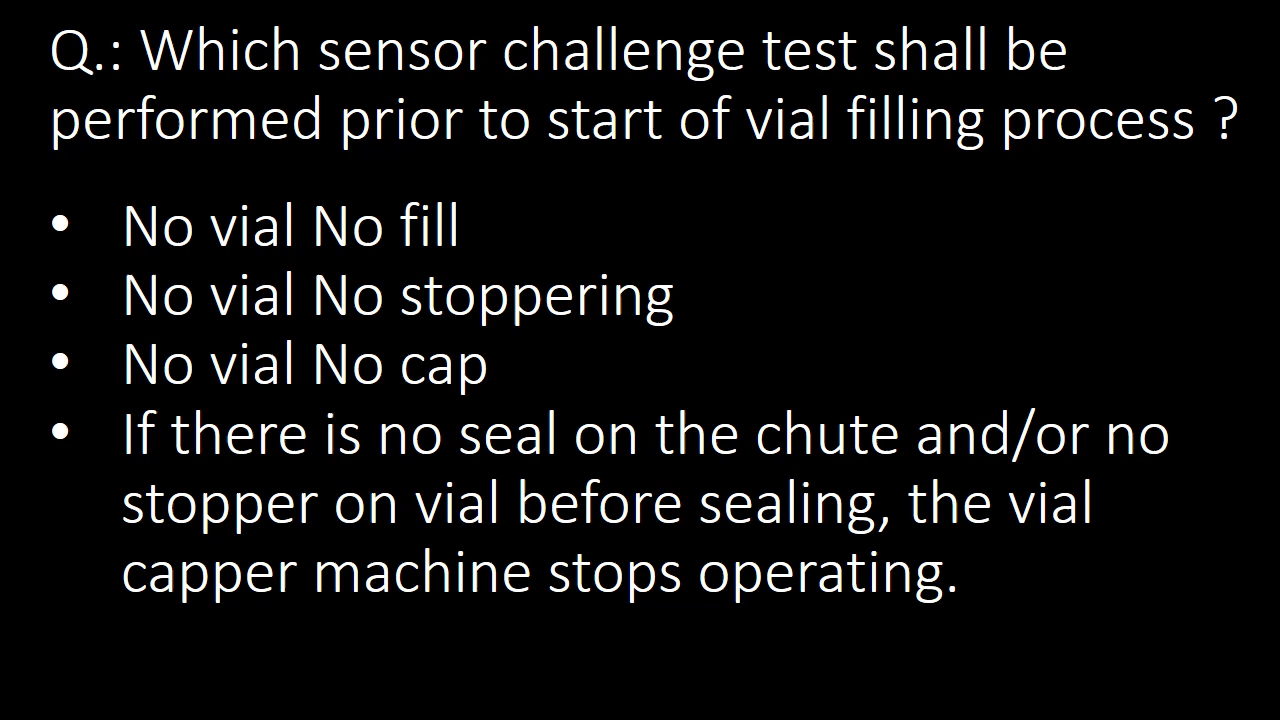 Q.: Which sensor challenge test shall be
performed prior to start of vial filling process ?
• No vial No fill
• No vial No stoppering
• No vial No cap
• If there is no seal on the chute and/or no
stopper on vial before sealing, the vial
capper machine stops operating.